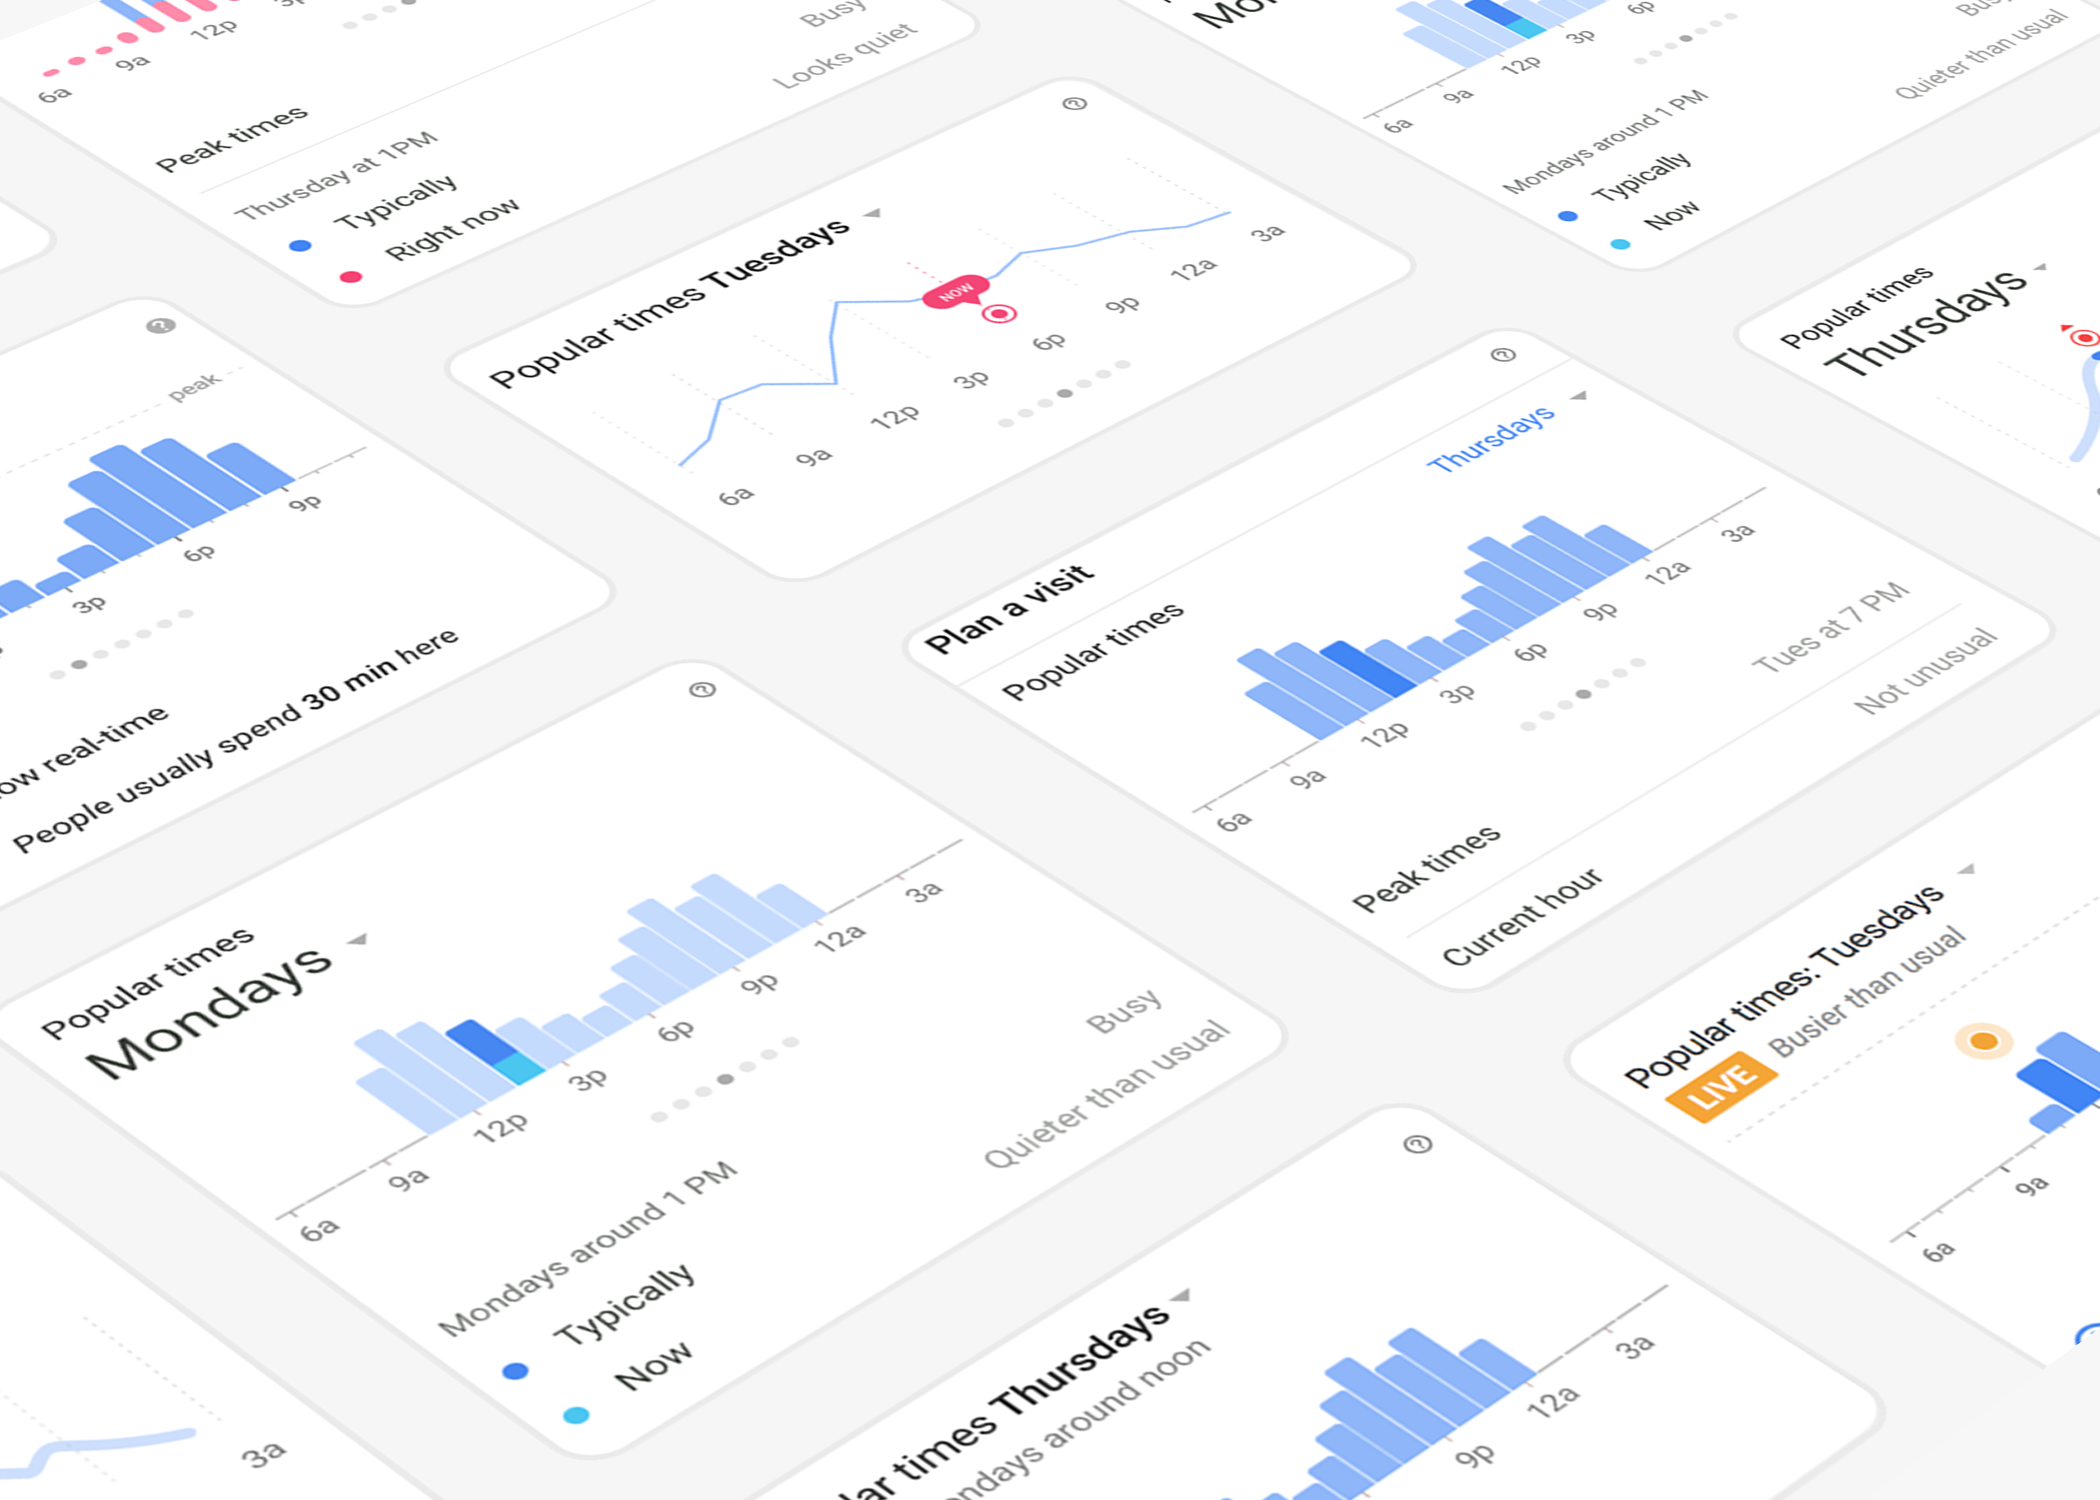 6a
9a
12p
3p
Peak times
Busy
Looks quiet
Thursday at 1PM
Typically
Right now
6a
9a
12p
3p
6p
Mondays around 1 PM
Busy
Quieter than usual
Typically
Now
Popular times Tuesdays
NOW
6a
9a
12p
3p
6p
9p
12a
3a
Popular times
Thursdays
peak
3p
6p
9p
real-time
People usually spend 30 min here
Plan a visit
Thursdays
Popular times
6a
9a
12p
3p
6p
9p
12a
3a
Peak times
Tues at 7 PM
Current hour
Not unusual
Popular times
Mondays
6a
9a
12p
3p
6p
9p
12a
3a
Mondays around 1 PM
Busy
Quieter than usual
Typically
Now
Popular times: Tuesdays
LIVE
Busier than usual
6a
9a
3a
times Thursdays
around noon
9p
12a
3a